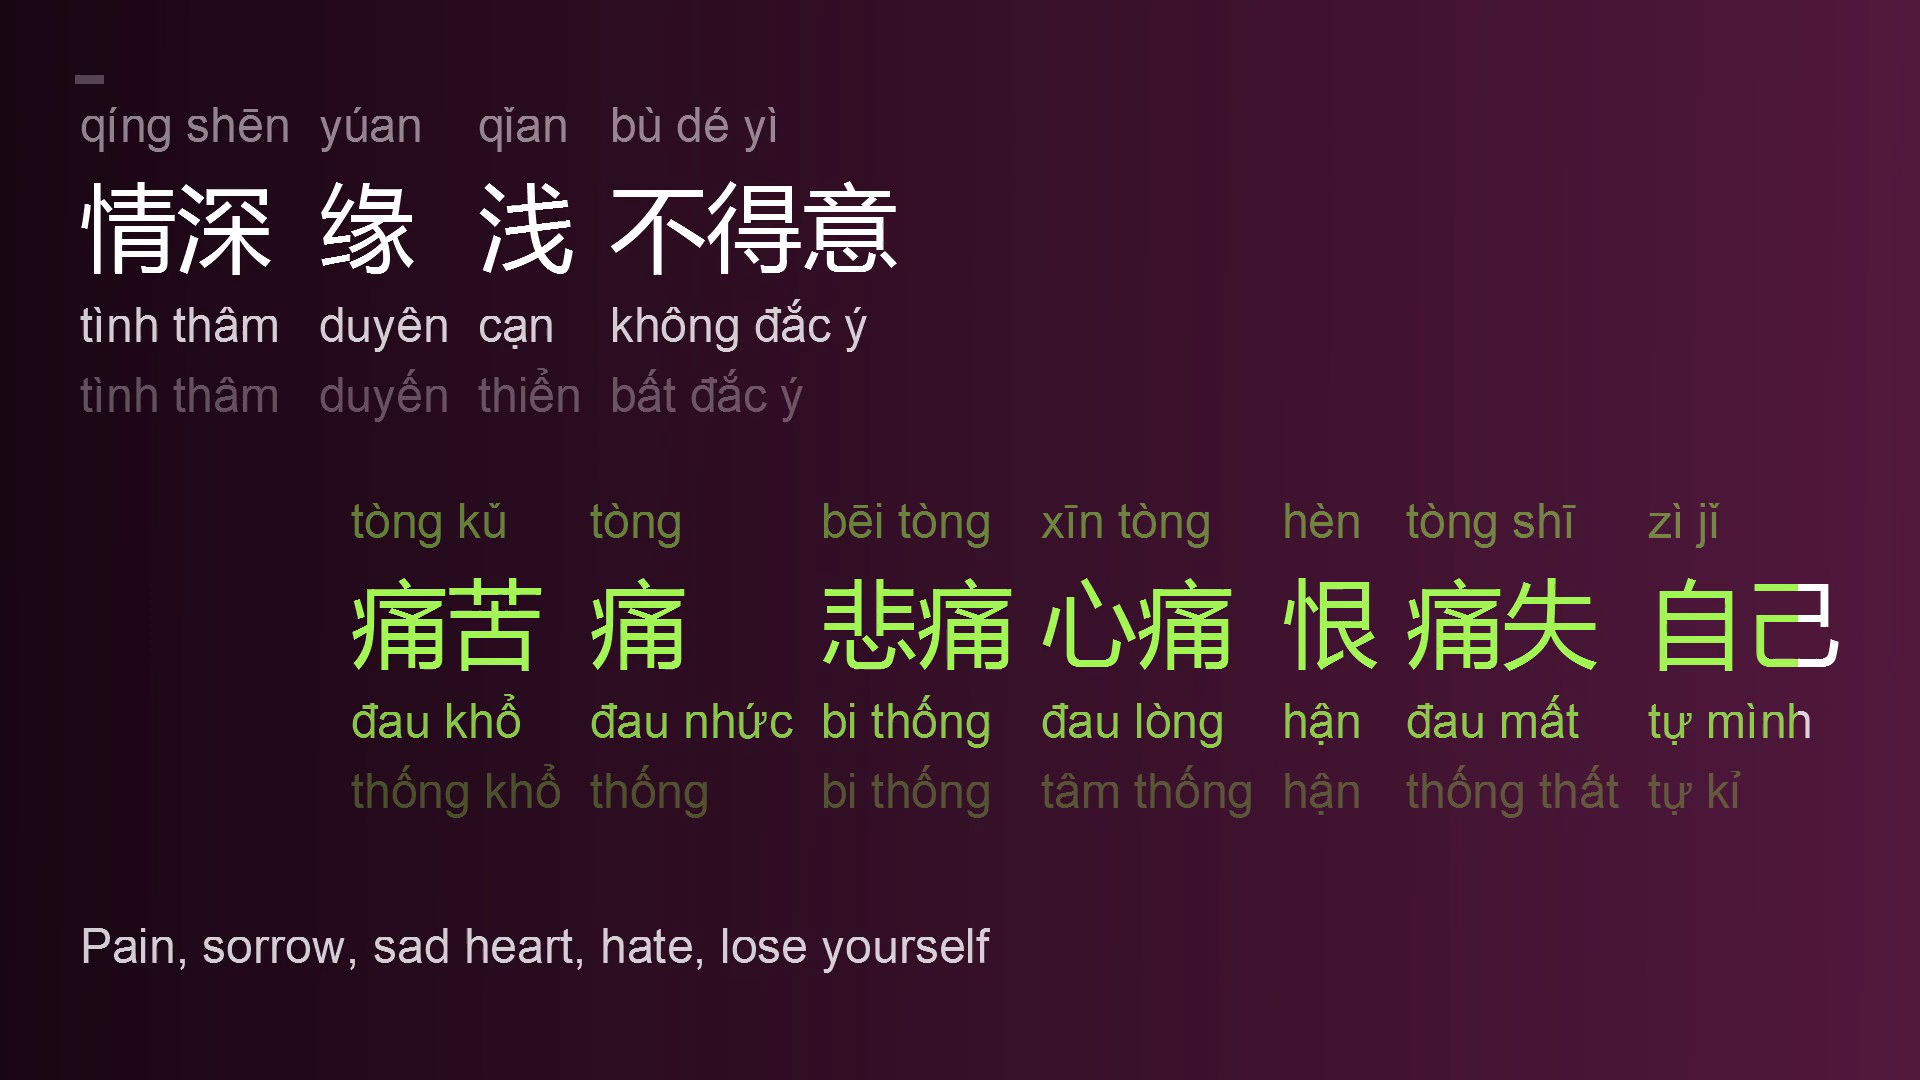 qíng shēn yúan qǐan bù dé yì
情深 缘 浅 不得意
tình thâm duyên cạn không đắc ý
tình thâm duyến thiển bất đắc ý
tòng kǔ tòng bēi tòng xīn tòng hèn tòng shī zì jǐ
痛苦 痛 悲痛 心痛 恨 痛失 自己
đau khổ đau nhức bi thống đau lòng hận đau mất tự mình
thống khổ thống bi thống tâm thống hận thống thất tự kỉ
Pain, sorrow, sad heart, hate, lose yourself